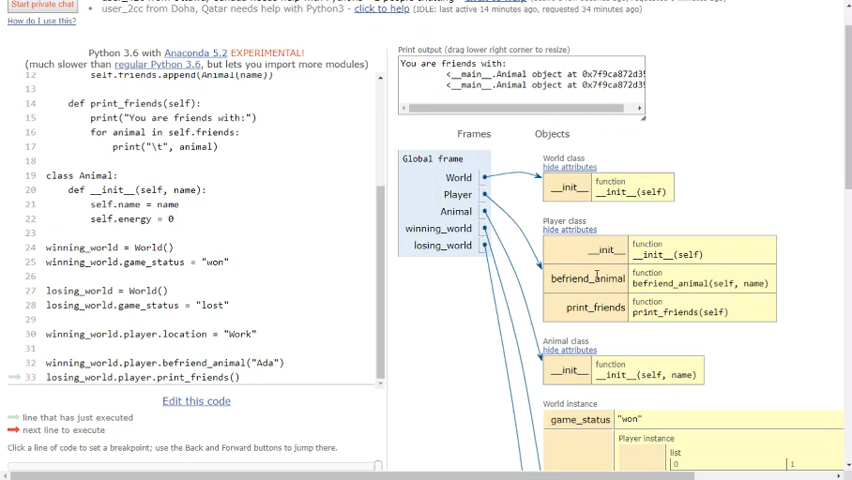 Start private chat
user_2cc from Doha, Qatar needs help with Python3 - click to help (IDLE: last active 14 minutes ago, requested 34 minutes ago)
How do I use this?
Python 3.6 with Anaconda 5.2 EXPERIMENTAL!
(much slower than regular Python 3.6, but lets you import more modules)
12 self.friends.append(Animal(name))
13
14 def print_friends(self):
15 print("You are friends with:")
16 for animal in self.friends:
17 print("\t", animal)
18
19 class Animal:
20 def __init__(self, name):
21 self.name = name
22 self.energy = 0
23
24 winning_world = World()
25 winning_world.game_status = "won"
26
27 losing_world = World()
28 losing_world.game_status = "lost"
29
30 winning_world.player.location = "Work"
31
32 winning_world.player.befriend_animal("Ada")
33 losing_world.player.print_friends()
Edit this code
line that has just executed
next line to execute
Click a line of code to set a breakpoint; use the Back and Forward buttons to jump there.
Print output (drag lower right corner to resize)
You are friends with:
<__main__.Animal object at 0x7f9ca872d3
<__main__.Animal object at 0x7f9ca872d3
Frames Objects
Global frame
World
Player
Animal
winning_world
losing_world
World class
hide attributes
__init__ function
__init__(self)
Player class
hide attributes
__init__ function
__init__(self)
befriend_animal function
befriend_animal(self, name)
print_friends function
print_friends(self)
Animal class
hide attributes
__init__ function
__init__(self, name)
World instance
game_status "won"
Player instance
list
0 1